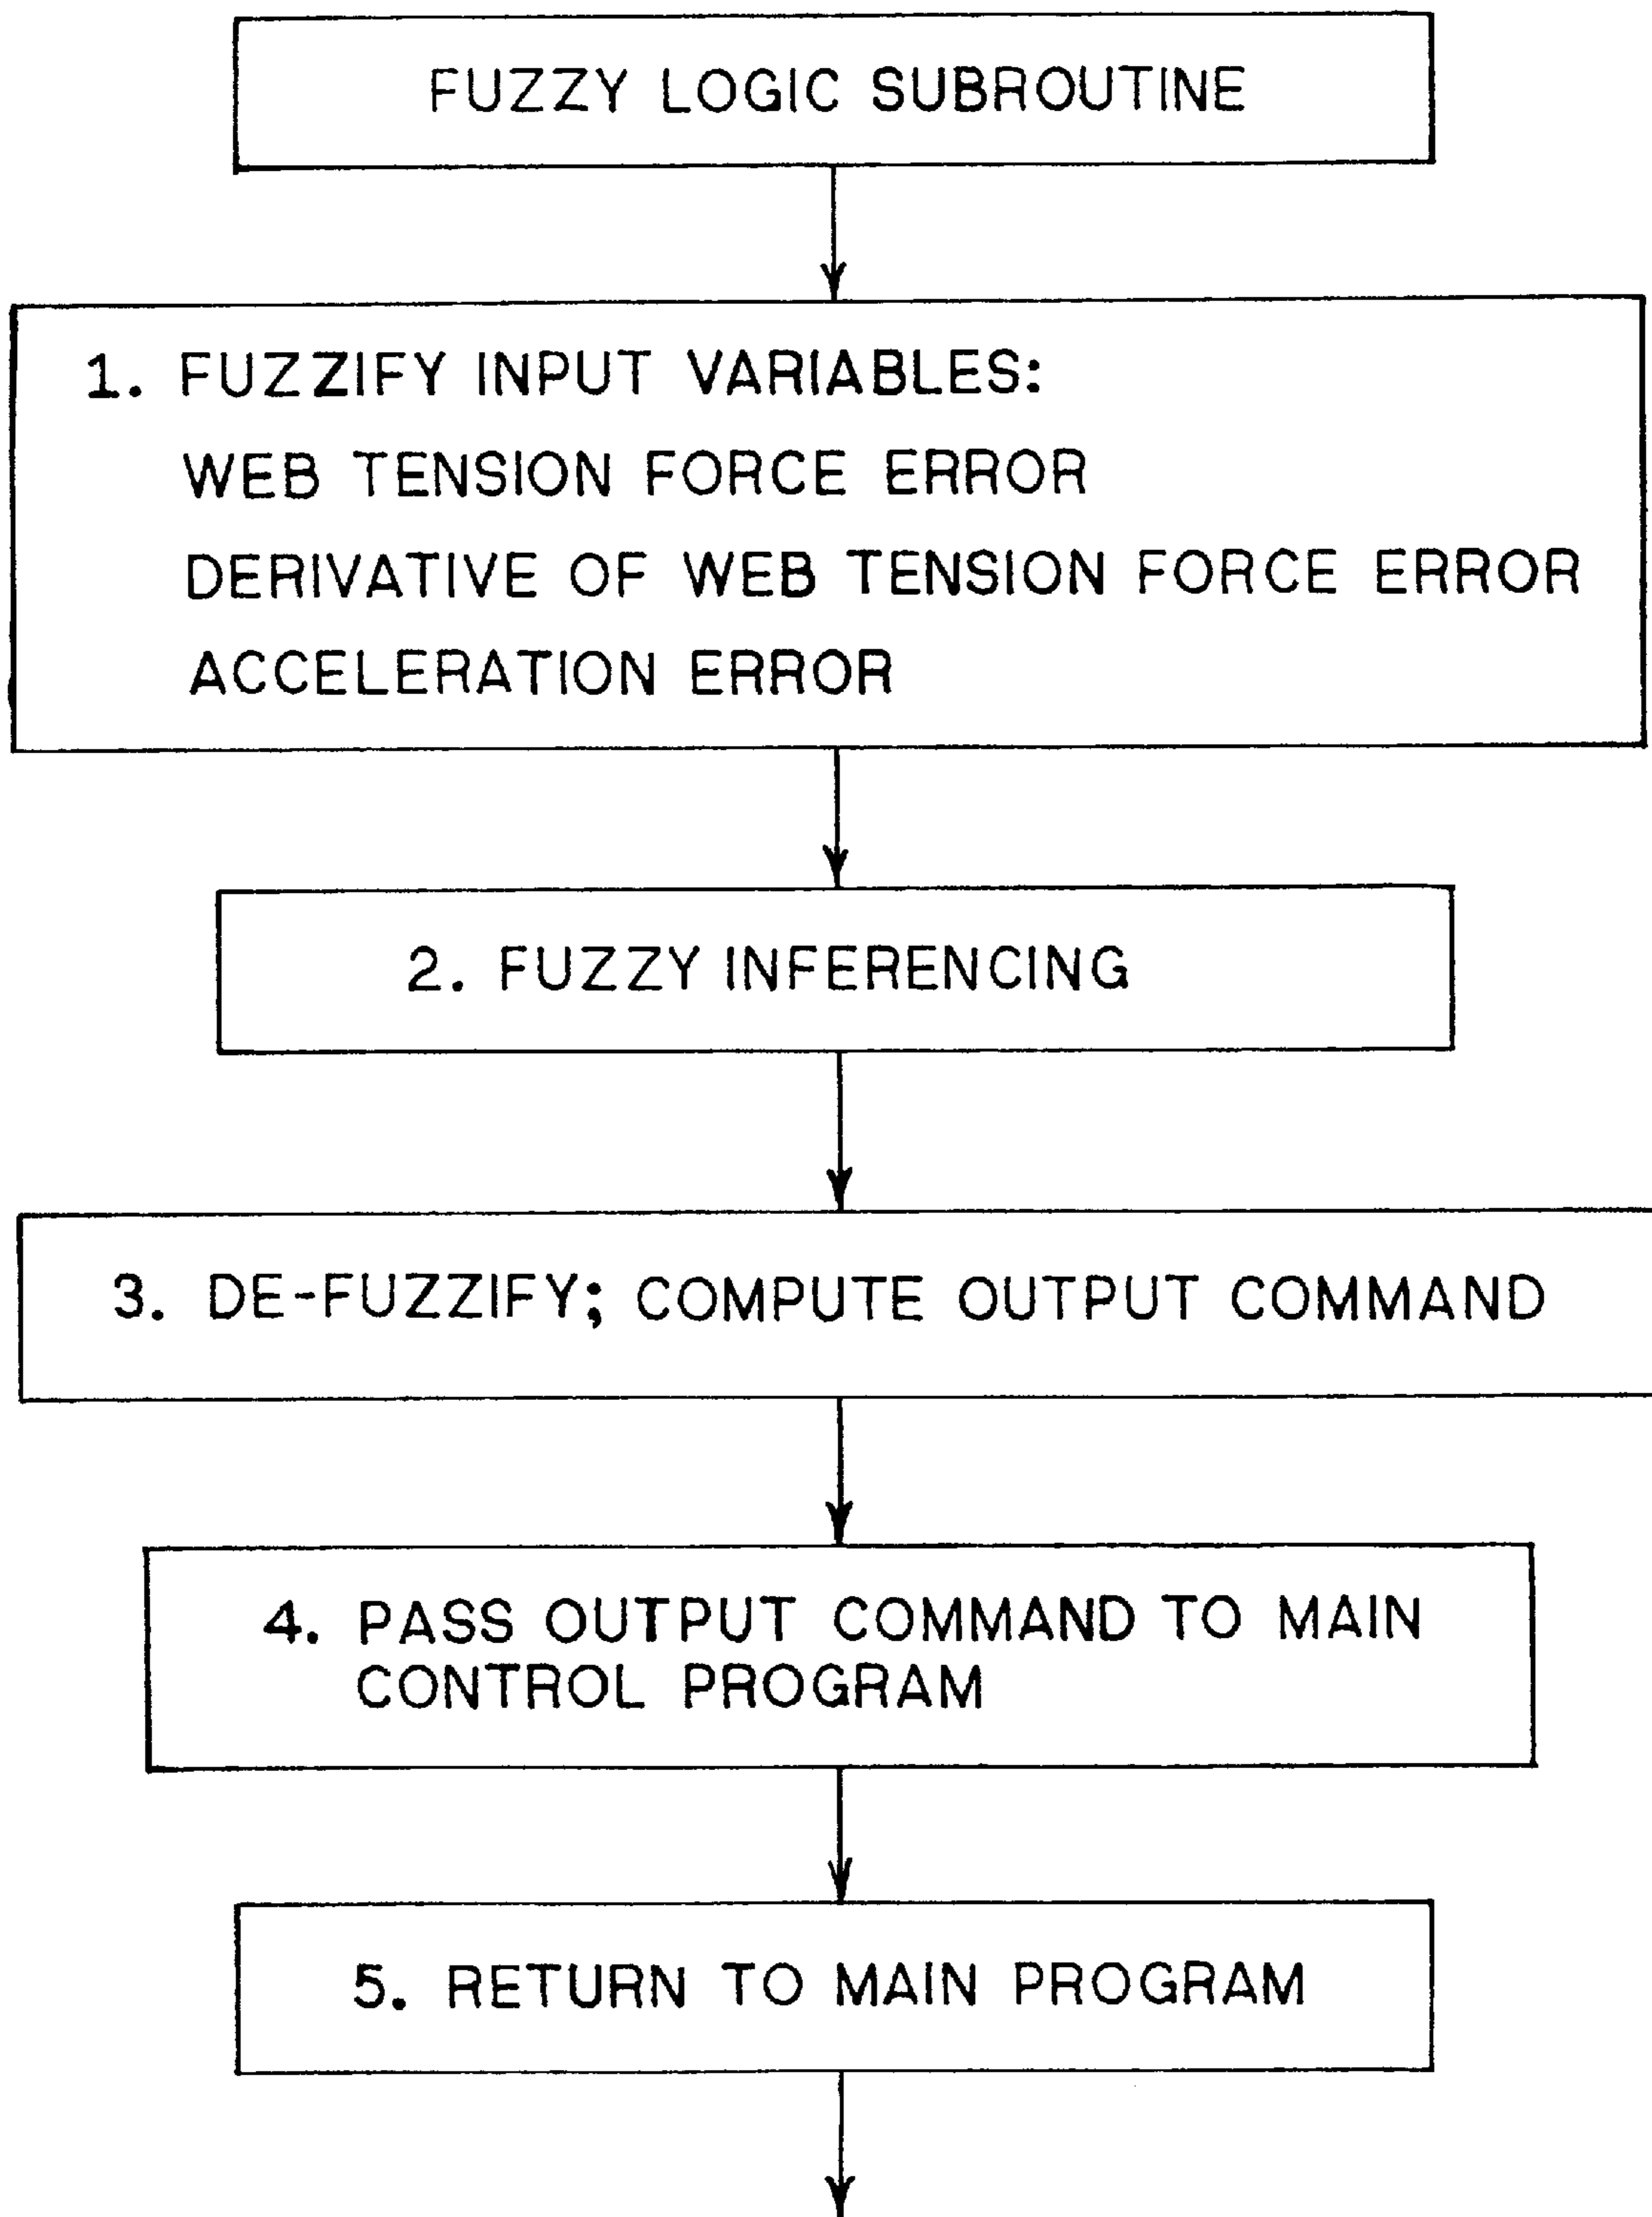 FUZZY LOGIC SUBROUTINE
1. FUZZIFY INPUT VARIABLES:
WEB TENSION FORCE ERROR
DERIVATIVE OF WEB TENSION FORCE ERROR
ACCELERATION ERROR
2. FUZZY INFERENCING
3. DE-FUZZIFY; COMPUTE OUTPUT COMMAND
4. PASS OUTPUT COMMAND TO MAIN
CONTROL PROGRAM
5. RETURN TO MAIN PROGRAM